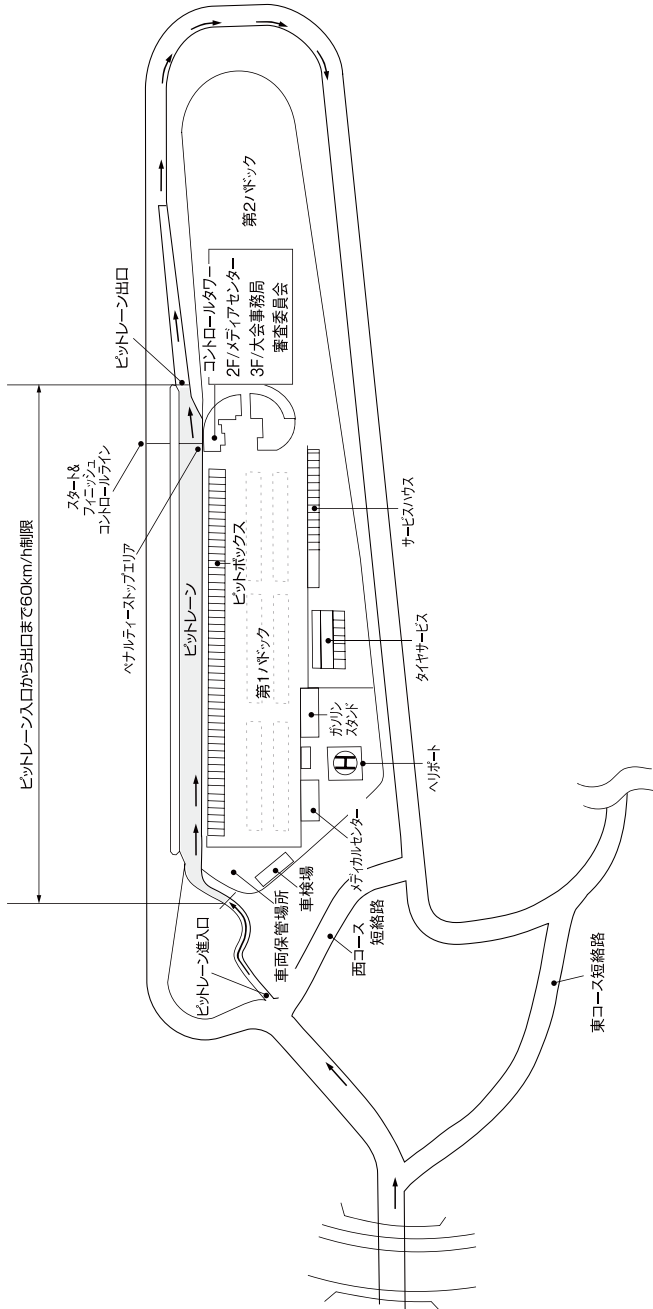 ピットレーン入口から出口まで60km/h制限
スタート&
フィニッシュ
コントロールライン
ピットレーン出口
ペナルティーストップエリア
ピットレーン
コントロールタワー
2F/メディアセンター
3F/大会事務局
審査委員会
第2パドック
ピットボックス
第1パドック
サービスハウス
タイヤサービス
ガソリン
スタンド
H
ヘリポート
メディカルセンター
車検場
車両保管場所
ピットレーン進入口
西コース
短絡路
東コース短絡路